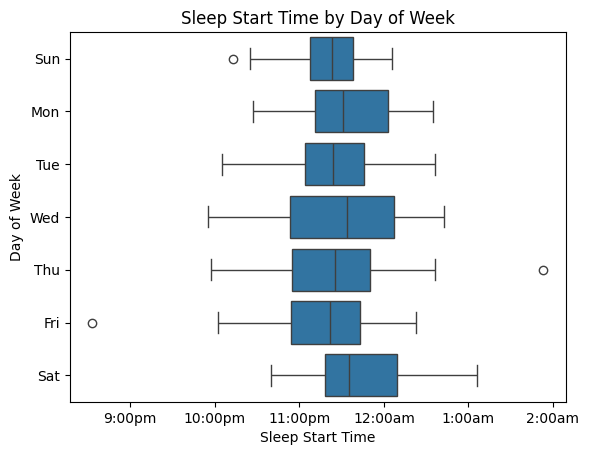 Sleep Start Time by Day of Week
Day of Week
Sun
Mon
Tue
Wed
Thu
Fri
Sat
9:00pm 10:00pm 11:00pm 12:00am 1:00am 2:00am
Sleep Start Time